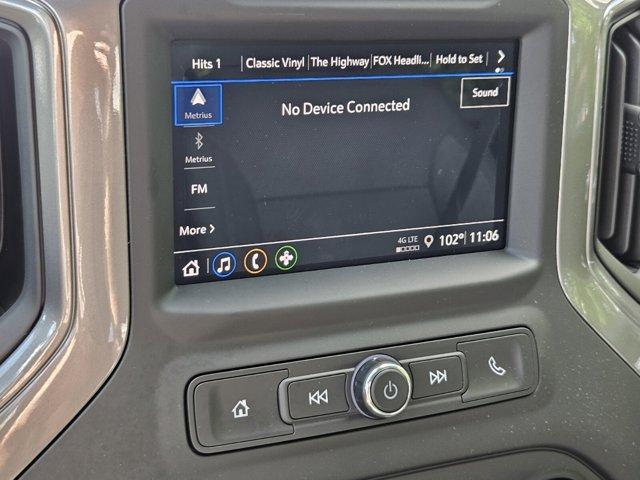 Hits 1 Classic Vinyl The Highway FOX Headli... Hold to Set
Sound
No Device Connected
Metrius
Metrius
FM
More
4G LTE 102° 11:06